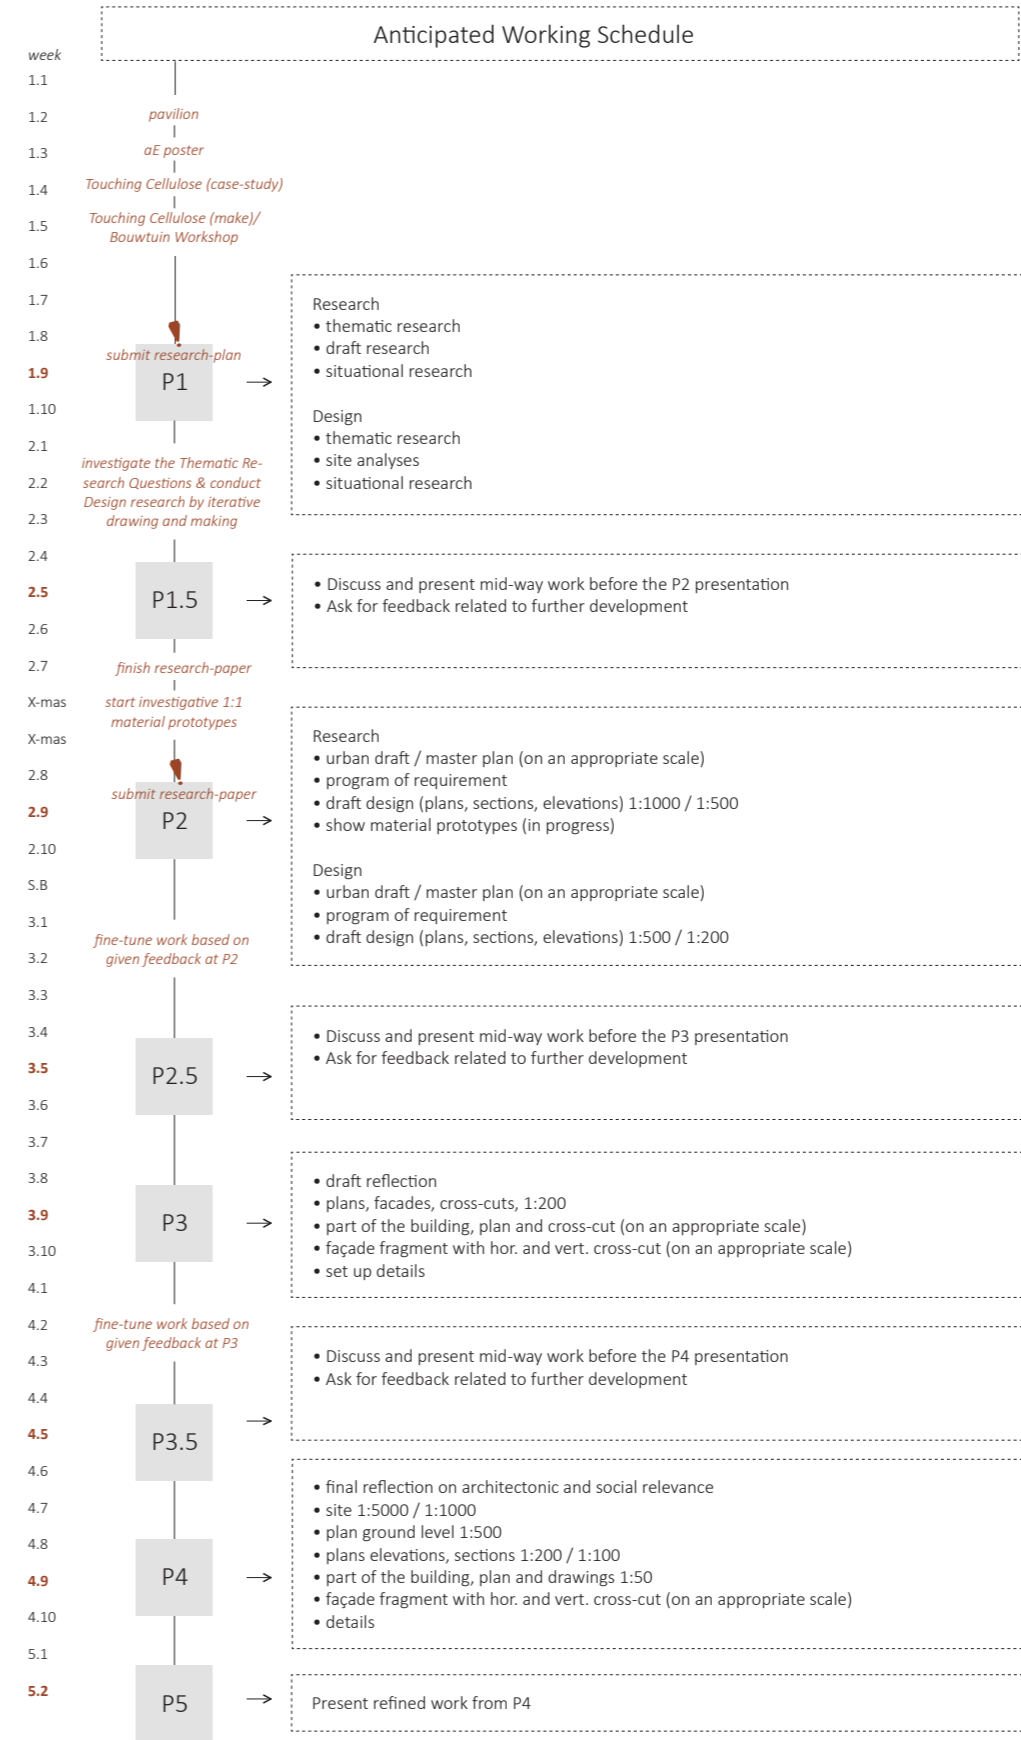 Anticipated Working Schedule
week
1.1
1.2
pavilion
1.3
aE poster
1.4
Touching Cellulose (case-study)
1.5
Touching Cellulose (make)/
Bouwtuin Workshop
1.6
1.7
1.8
submit research-plan
1.9
P1
Research
• thematic research
• draft research
• situational research
Design
• thematic research
• site analyses
• situational research
1.10
2.1
2.2
2.3
investigate the Thematic Re-
search Questions & conduct
Design research by iterative
drawing and making
2.4
2.5
P1.5
• Discuss and present mid-way work before the P2 presentation
• Ask for feedback related to further development
2.6
2.7
finish research-paper
X-mas
start investigative 1:1
material prototypes
X-mas
2.8
submit research-paper
2.9
P2
Research
• urban draft / master plan (on an appropriate scale)
• program of requirement
• draft design (plans, sections, elevations) 1:1000 / 1:500
• show material prototypes (in progress)
Design
• urban draft / master plan (on an appropriate scale)
• program of requirement
• draft design (plans, sections, elevations) 1:500 / 1:200
2.10
S.B
3.1
3.2
fine-tune work based on
given feedback at P2
3.3
3.4
3.5
P2.5
• Discuss and present mid-way work before the P3 presentation
• Ask for feedback related to further development
3.6
3.7
3.8
3.9
P3
• draft reflection
• plans, facades, cross-cuts, 1:200
• part of the building, plan and cross-cut (on an appropriate scale)
• façade fragment with hor. and vert. cross-cut (on an appropriate scale)
• set up details
3.10
4.1
4.2
fine-tune work based on
given feedback at P3
4.3
4.4
4.5
P3.5
• Discuss and present mid-way work before the P4 presentation
• Ask for feedback related to further development
4.6
4.7
4.8
4.9
P4
• final reflection on architectonic and social relevance
• site 1:5000 / 1:1000
• plan ground level 1:500
• plans elevations, sections 1:200 / 1:100
• part of the building, plan and drawings 1:50
• façade fragment with hor. and vert. cross-cut (on an appropriate scale)
• details
4.10
5.1
5.2
P5
Present refined work from P4